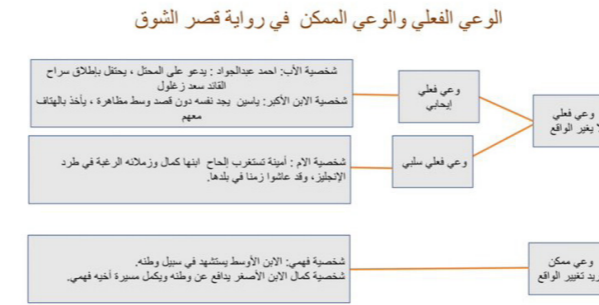 الوعي الفعلي والوعي الممكن في رواية قصر الشوق
شخصية الأب: احمد عبدالجواد : يدعو على المحتل ، يحتفل بإطلاق سراح
القائد سعد زغلول
شخصية الابن الأكبر: ياسين يجد نفسه دون قصد وسط مظاهرة ، يأخذ بالهتاف
معهم
وعي فعلي
إيجابي
وعي فعلي
لا يغير الواقع
شخصية الام : أمينة تستغرب إلحاح ابنها كمال وزملائه الرغبة في طرد
الإنجليز، وقد عاشوا زمنا في بلدها.
وعي فعلي سلبي
شخصية فهمي: الابن الأوسط يستشهد في سبيل وطنه.
شخصية كمال الابن الأصغر يدافع عن وطنه ويكمل مسيرة أخيه فهمي.
وعي ممكن
يريد تغيير الواقع